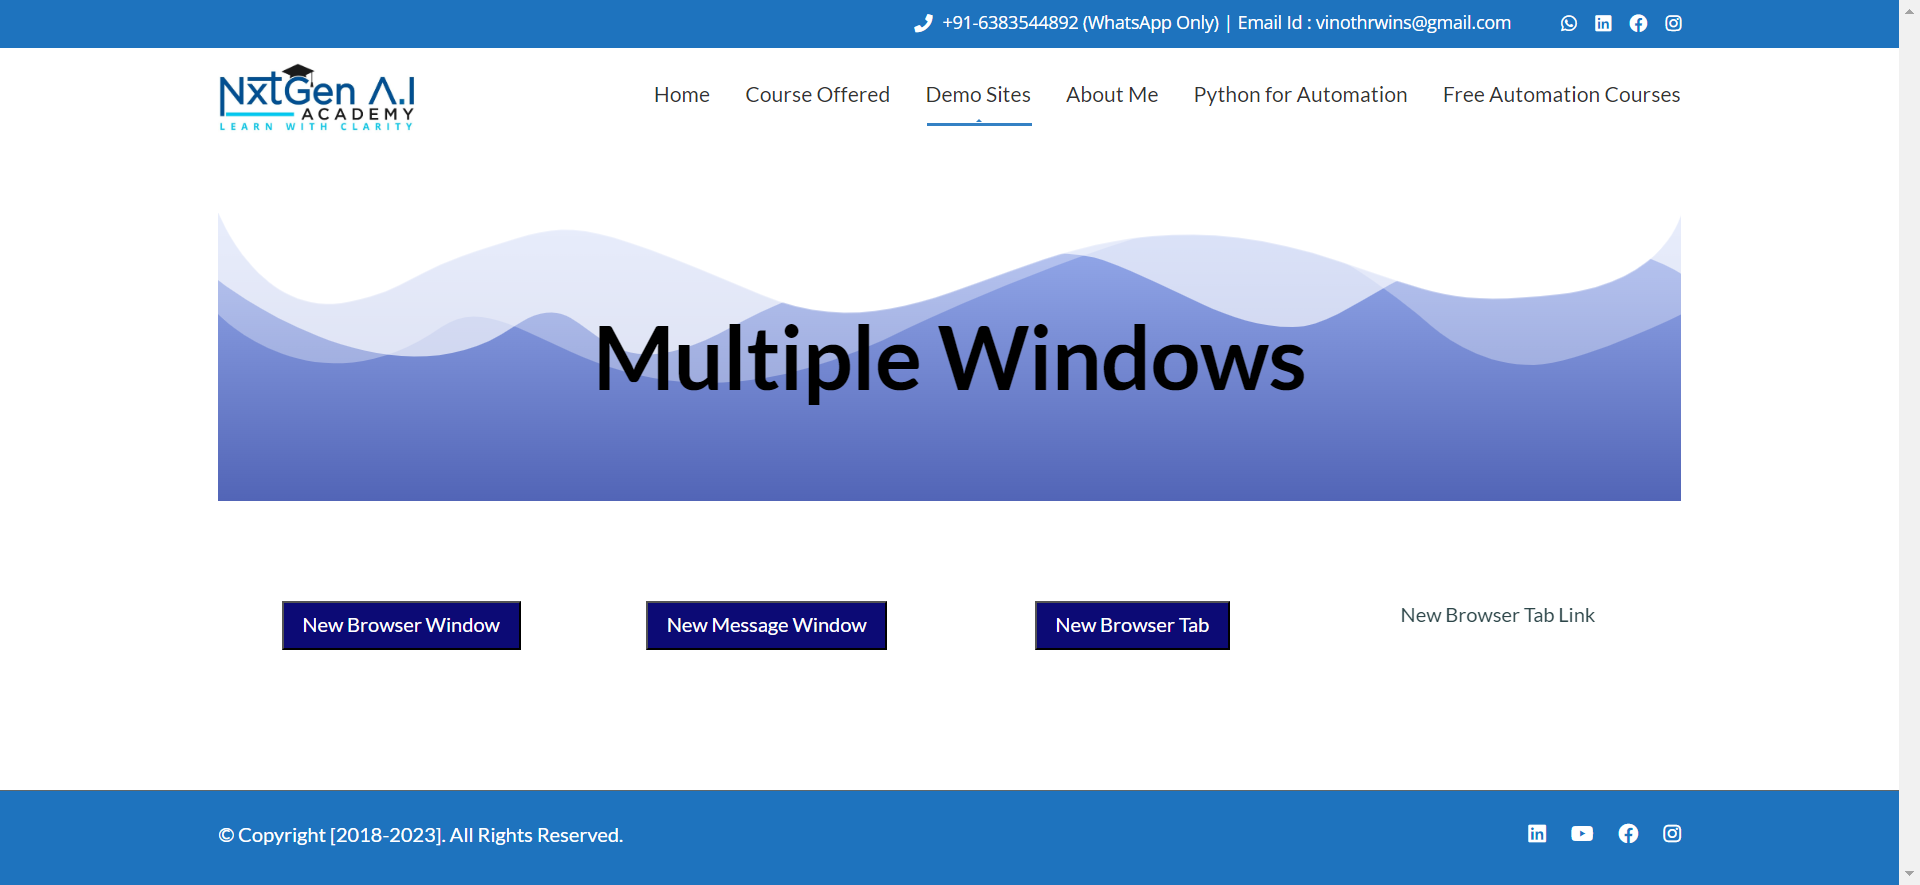 +91-6383544892 (WhatsApp Only) | Email Id : vinothrwins@gmail.com
NxtGen A.I
ACADEMY
LEARN WITH CLARITY
Home Course Offered Demo Sites About Me Python for Automation Free Automation Courses
Multiple Windows
New Browser Window New Message Window New Browser Tab New Browser Tab Link
© Copyright [2018-2023]. All Rights Reserved.